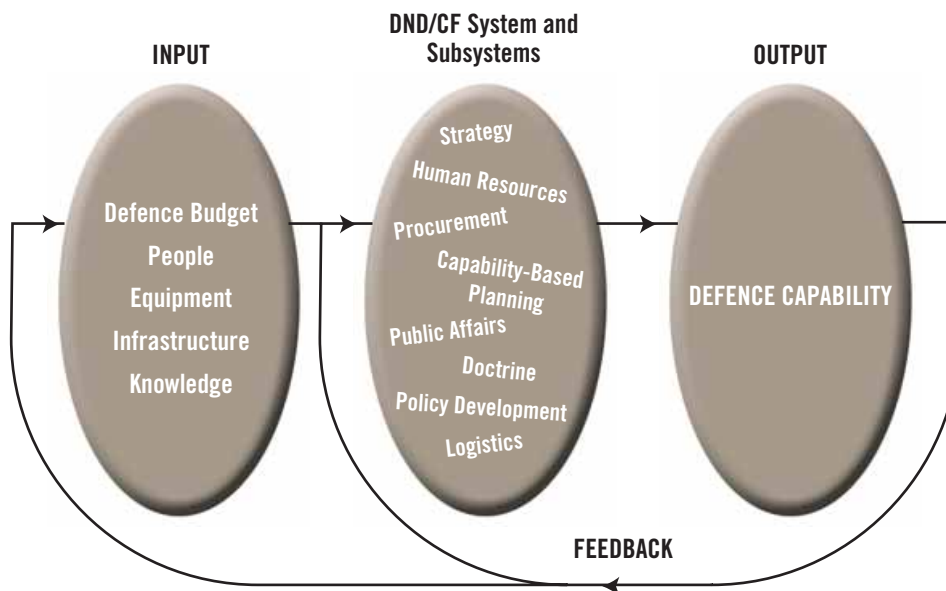 INPUT
DND/CF System and
Subsystems
OUTPUT
Defence Budget
People
Equipment
Infrastructure
Knowledge
Strategy
Human Resources
Procurement
Capability-Based
Planning
Public Affairs
Doctrine
Policy Development
Logistics
DEFENCE CAPABILITY
FEEDBACK